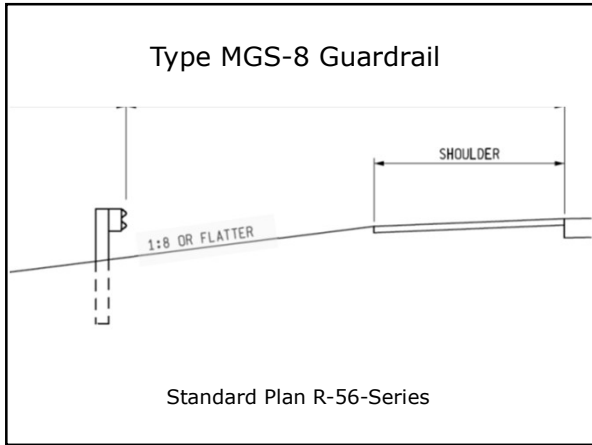 Type MGS-8 Guardrail
SHOULDER
1:8 OR FLATTER
Standard Plan R-56-Series